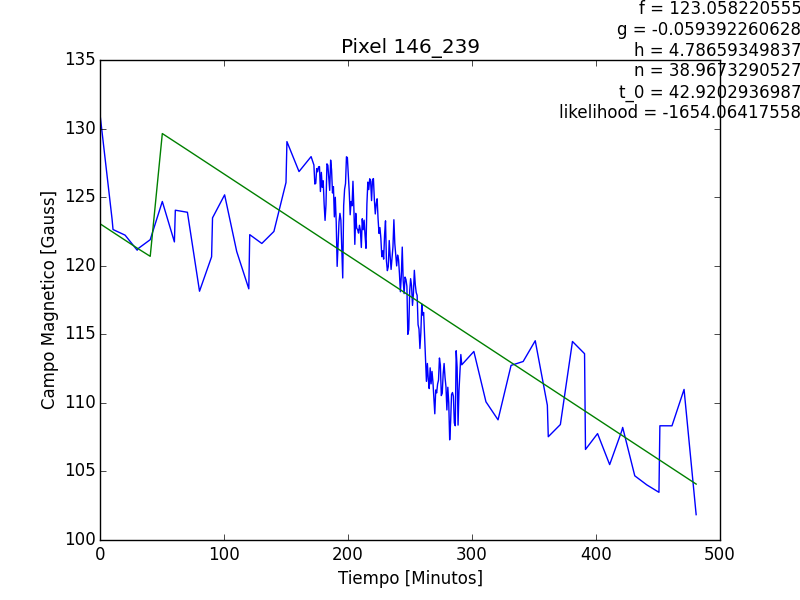 f = 123.058220555
g = -0.059392260628
h = 4.78659349837
n = 38.9673290527
t_0 = 42.9202936987
likelihood = -1654.06417558
Pixel 146_239
135
130
125
120
115
110
105
100
Campo Magnetico [Gauss]
0 100 200 300 400 500
Tiempo [Minutos]